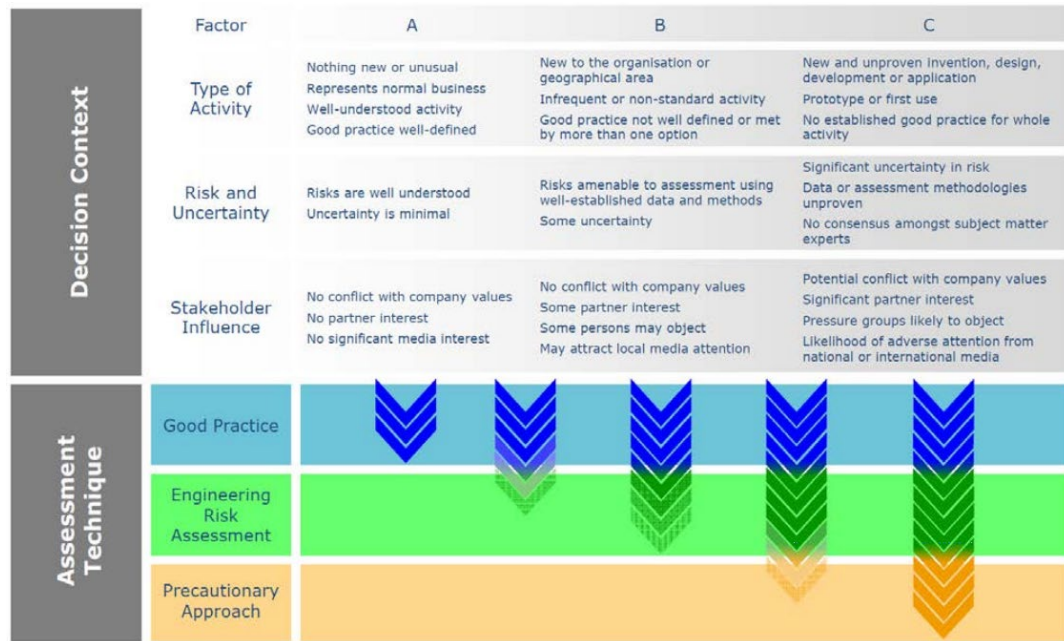 Decision Context
Factor
A
B
C
Type of
Activity
Nothing new or unusual
Represents normal business
Well-understood activity
Good practice well-defined
New to the organisation or
geographical area
Infrequent or non-standard activity
Good practice not well defined or met
by more than one option
New and unproven invention, design,
development or application
Prototype or first use
No established good practice for whole
activity
Risk and
Uncertainty
Risks are well understood
Uncertainty is minimal
Risks amenable to assessment using
well-established data and methods
Some uncertainty
Significant uncertainty in risk
Data or assessment methodologies
unproven
No consensus amongst subject matter
experts
Stakeholder
Influence
No conflict with company values
No partner interest
No significant media interest
No conflict with company values
Some partner interest
Some persons may object
May attract local media attention
Potential conflict with company values
Significant partner interest
Pressure groups likely to object
Likelihood of adverse attention from
national or international media
Assessment
Technique
Good Practice
Engineering
Risk
Assessment
Precautionary
Approach